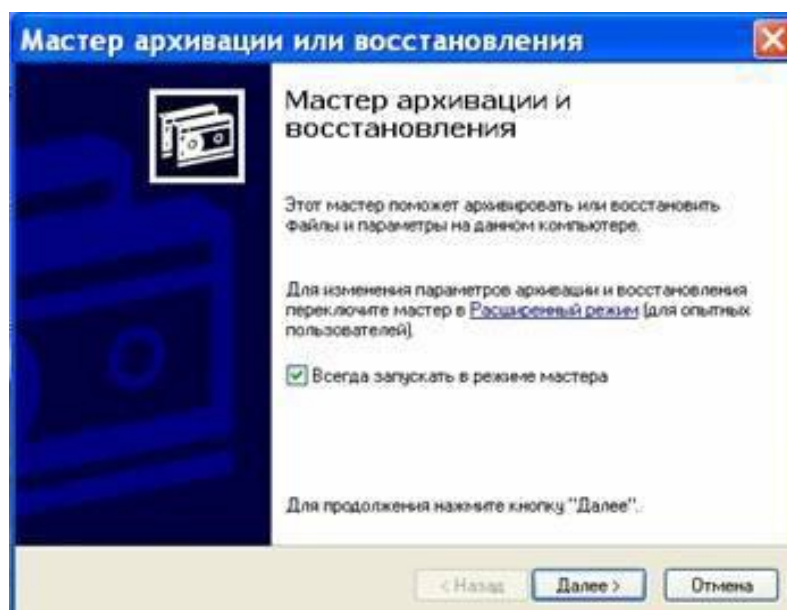 Мастер архивации или восстановления
Мастер архивации и
восстановления
Этот мастер поможет архивировать или восстановить
файлы и параметры на данном компьютере.
Для изменения параметров архивации и восстановления
переключите мастер в Расширенный режим (для опытных
пользователей).
Всегда запускать в режиме мастера
Для продолжения нажмите кнопку "Далее".
< Назад Далее > Отмена